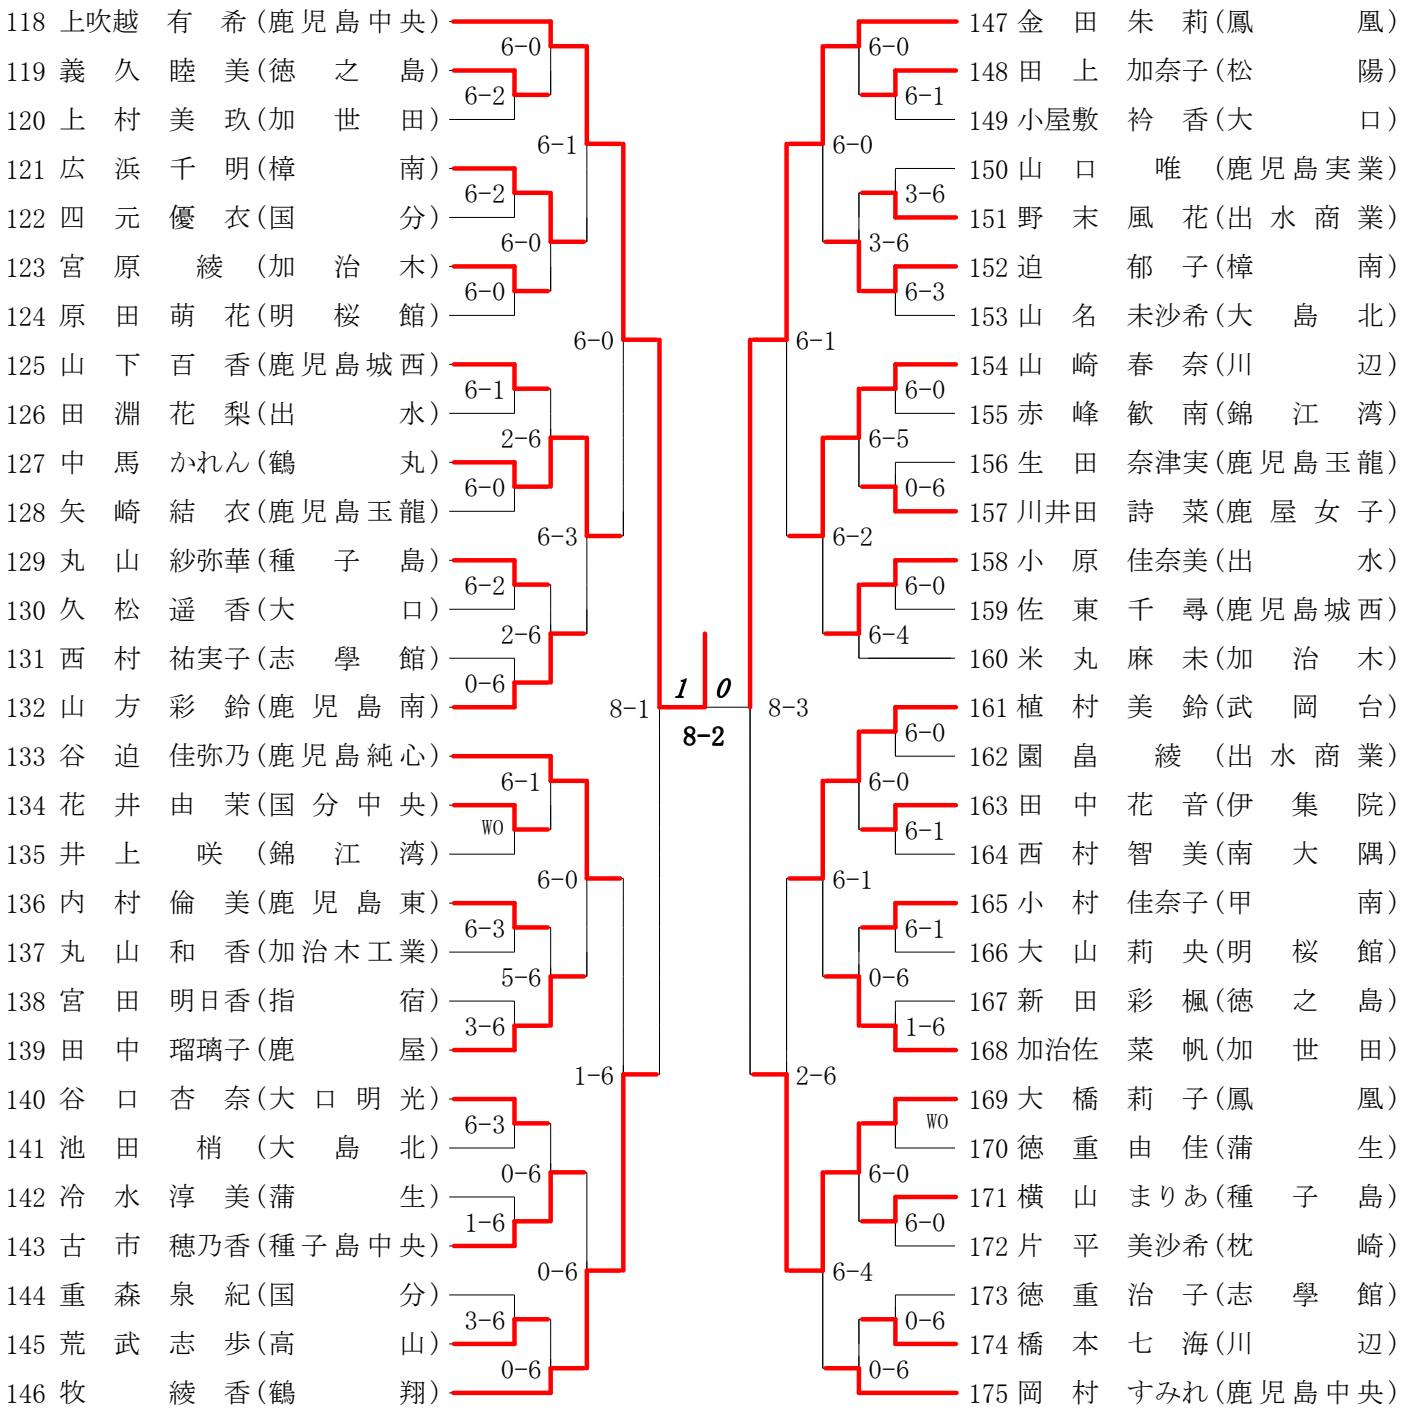 118 上吹越 有 希 (鹿児島中央)
6-0
119 義 久 睦 美 (徳 之 島)
6-2
120 上 村 美 玖 (加 世 田)
6-1
121 広 浜 千 明 (樟 南)
6-2
122 四 元 優 衣 (国 分)
6-0
123 宮 原 綾 (加 治 木)
6-0
124 原 田 萌 花 (明 桜 館)
6-0
125 山 下 百 香 (鹿児島城西)
6-1
126 田 淵 花 梨 (出 水)
2-6
127 中 馬 かれん (鶴 丸)
6-0
128 矢 崎 結 衣 (鹿児島玉龍)
6-3
129 丸 山 紗弥華 (種 子 島)
6-2
130 久 松 遥 香 (大 口)
2-6
131 西 村 祐実子 (志 學 館)
0-6
132 山 方 彩 鈴 (鹿 児 島 南)
8-1
133 谷 迫 佳弥乃 (鹿児島純心)
6-1
134 花 井 由 茉 (国 分 中 央)
WO
135 井 上 咲 (錦 江 湾)
6-0
136 内 村 倫 美 (鹿 児 島 東)
6-3
137 丸 山 和 香 (加治木工業)
5-6
138 宮 田 明日香 (指 宿)
3-6
139 田 中 瑠璃子 (鹿 屋)
1-6
140 谷 口 杏 奈 (大 口 明 光)
6-3
141 池 田 梢 (大 島 北)
0-6
142 冷 水 淳 美 (蒲 生)
1-6
143 古 市 穂乃香 (種子島中央)
0-6
144 重 森 泉 紀 (国 分)
3-6
145 荒 武 志 歩 (高 山)
0-6
146 牧 綾 香 (鶴 翔)
1 0
8-2
147 金 田 朱 莉 (鳳 凰)
6-0
148 田 上 加奈子 (松 陽)
6-1
149 小屋敷 衿 香 (大 口)
6-0
150 山 口 唯 (鹿児島実業)
3-6
151 野 末 風 花 (出 水 商 業)
3-6
152 迫 郁 子 (樟 南)
6-3
153 山 名 未沙希 (大 島 北)
6-1
154 山 崎 春 奈 (川 辺)
6-0
155 赤 峰 歓 南 (錦 江 湾)
6-5
156 生 田 奈津実 (鹿児島玉龍)
0-6
157 川井田 詩 菜 (鹿 屋 女 子)
6-2
158 小 原 佳奈美 (出 水)
6-0
159 佐 東 千 尋 (鹿児島城西)
6-4
160 米 丸 麻 未 (加 治 木)
8-3
161 植 村 美 鈴 (武 岡 台)
6-0
162 園 畠 綾 (出 水 商 業)
6-0
163 田 中 花 音 (伊 集 院)
6-1
164 西 村 智 美 (南 大 隅)
6-1
165 小 村 佳奈子 (甲 南)
6-1
166 大 山 莉 央 (明 桜 館)
0-6
167 新 田 彩 楓 (徳 之 島)
1-6
168 加治佐 菜 帆 (加 世 田)
2-6
169 大 橋 莉 子 (鳳 凰)
WO
170 徳 重 由 佳 (蒲 生)
6-0
171 横 山 まりあ (種 子 島)
6-0
172 片 平 美沙希 (枕 崎)
6-4
173 徳 重 治 子 (志 學 館)
0-6
174 橋 本 七 海 (川 辺)
0-6
175 岡 村 すみれ (鹿児島中央)